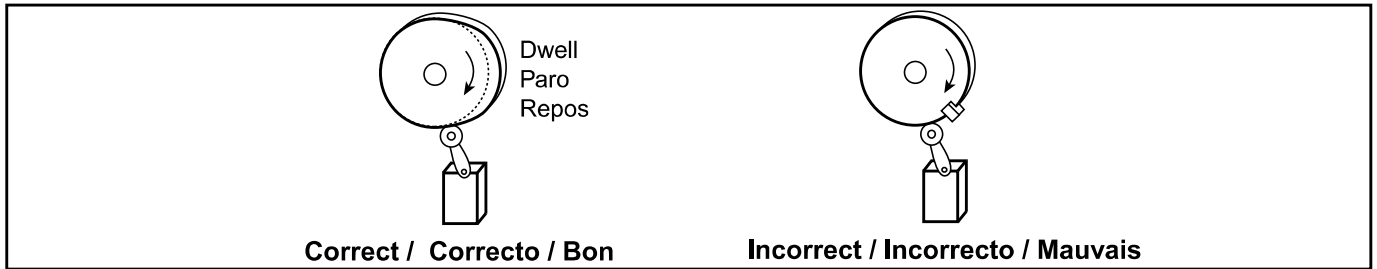 Dwell
Paro
Repos
Correct / Correcto / Bon
Incorrect / Incorrecto / Mauvais